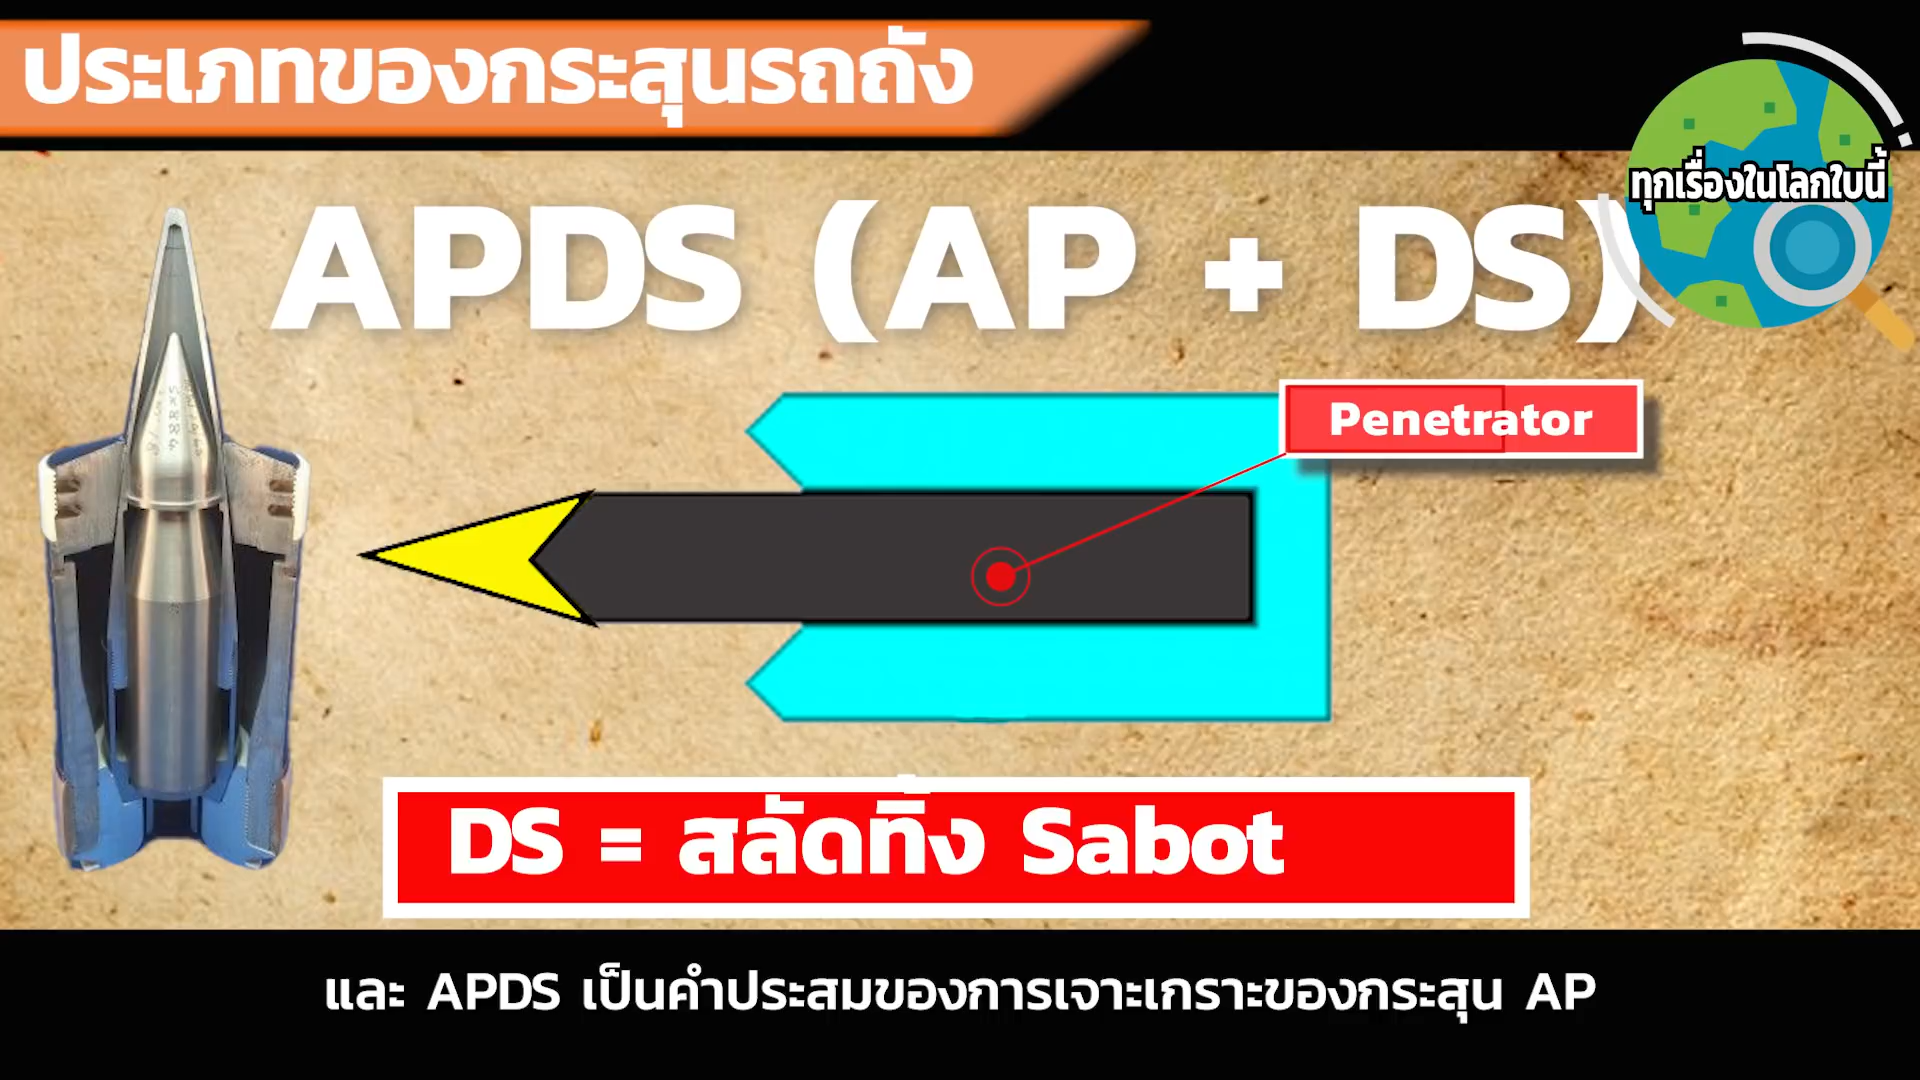 ประเภทของกระสุนรถถัง
ทุกเรื่องในโลกใบนี้
APDS (AP + DS)
Penetrator
DS = สลัดทิ้ง Sabot
และ APDS เป็นคำประสมของการเจาะเกราะของกระสุน AP